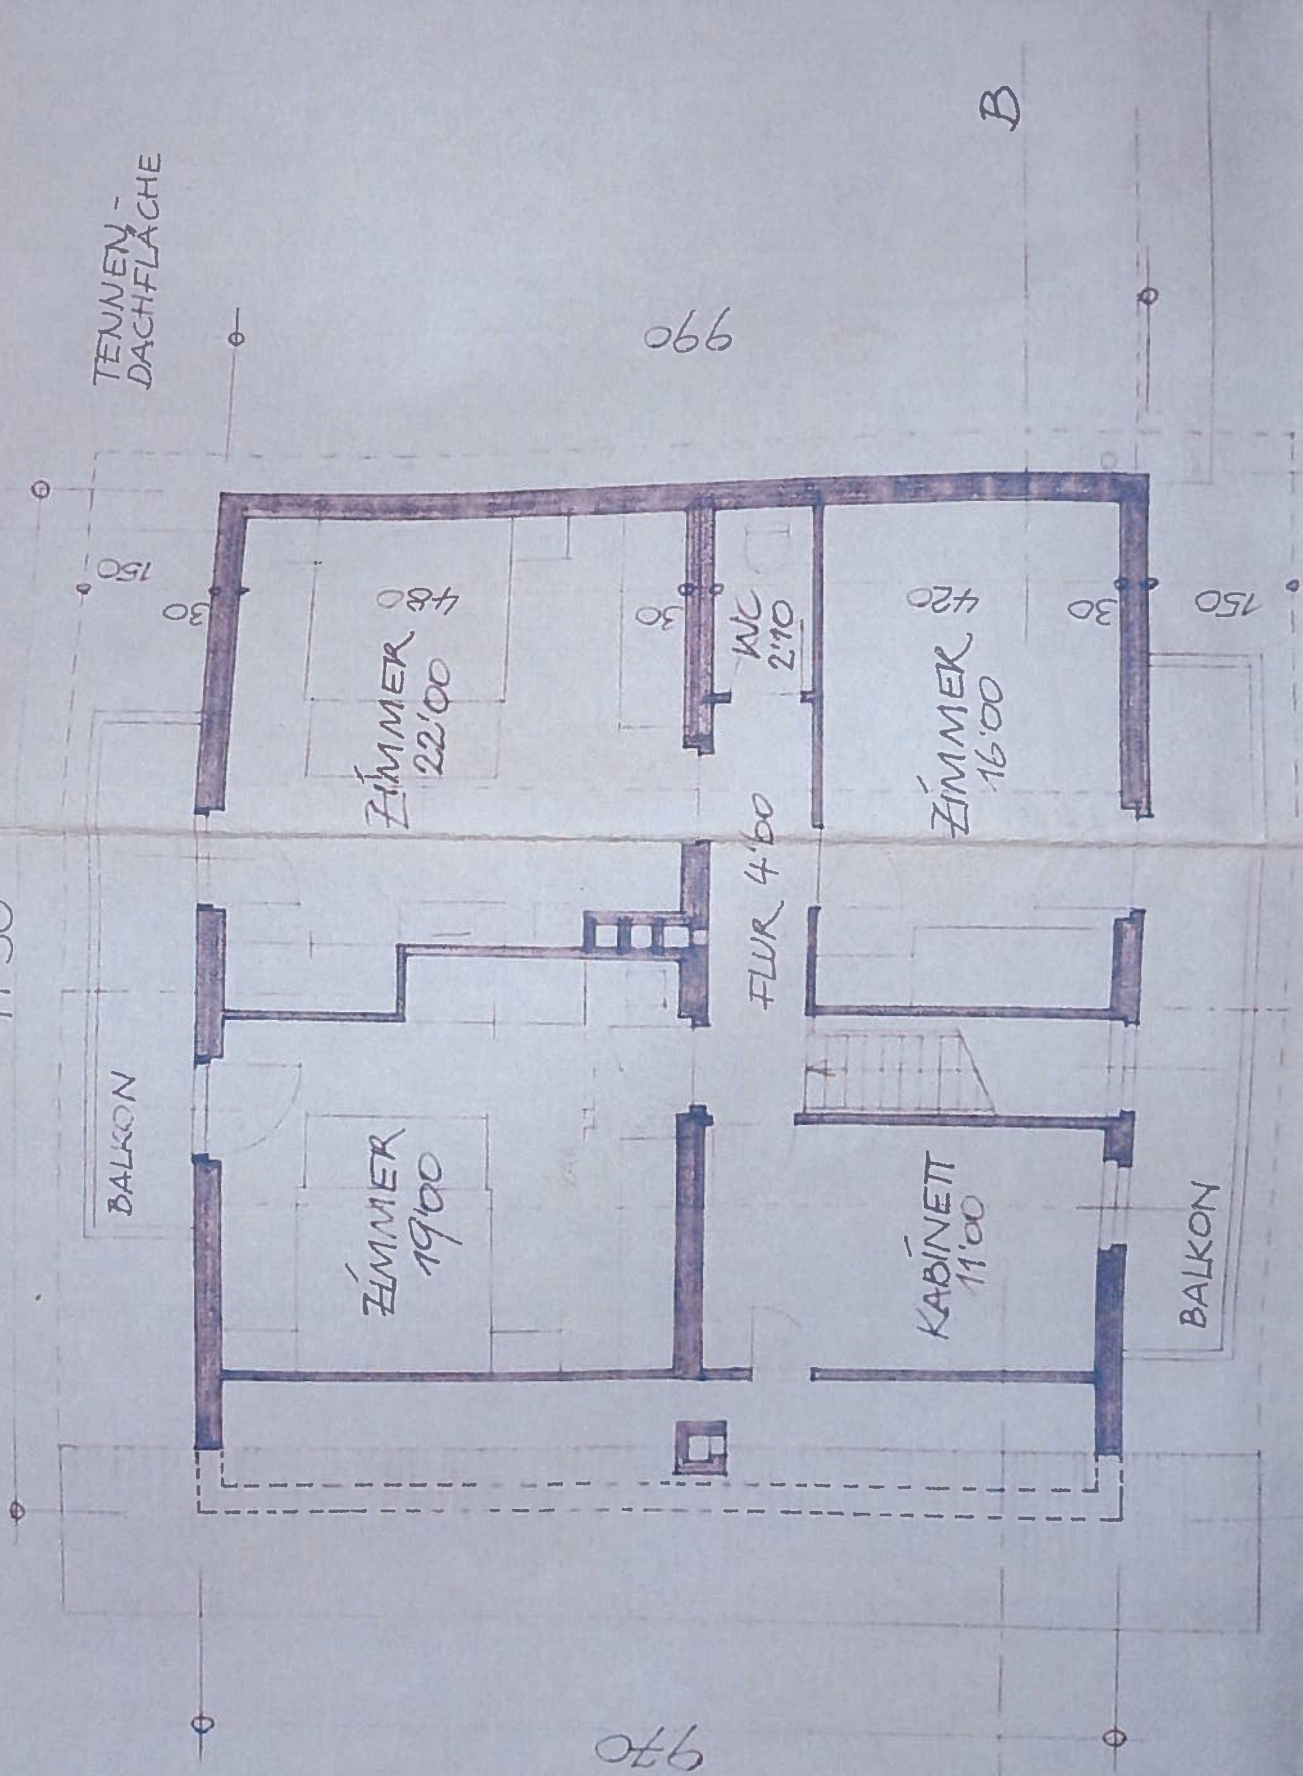 TENNEN-
DACHFLÄCHE
B
990
150
30
ZIMMER
22'00
480
30
WC
2'10
ZIMMER
16'00
420
30
150
FLUR 4'60
BALKON
ZIMMER
19'00
KABINETT
11'00
BALKON
970